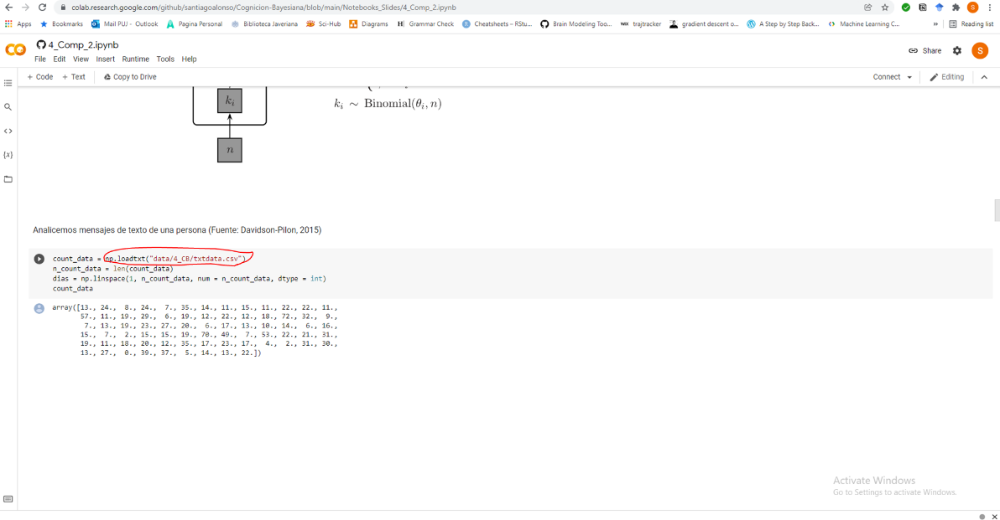 colab.research.google.com/github/santiagoalonso/Cognicion-Bayesiana/blob/main/Notebooks_Slides/4_Comp_2.ipynb
S
Apps Bookmarks Mail PUJ - Outlook Pagina Personal Biblioteca Javeriana Sci-Hub Diagrams Grammar Check Cheatsheets – RStu... Brain Modeling Too... trajtracker gradient descent o... A Step by Step Back... Machine Learning C... » Reading list
4_Comp_2.ipynb
Share S
File Edit View Insert Runtime Tools Help
+ Code + Text Copy to Drive Connect Editing
k_i
k_i ∼ Binomial(θ_i, n)
n
Analicemos mensajes de texto de una persona (Fuente: Davidson-Pilon, 2015)
count_data = np.loadtxt("data/4_CB/txtdata.csv")
n_count_data = len(count_data)
dias = np.linspace(1, n_count_data, num = n_count_data, dtype = int)
count_data
array([13., 24., 8., 24., 7., 35., 14., 11., 15., 11., 22., 22., 11.,
57., 11., 19., 29., 6., 19., 12., 22., 12., 18., 72., 32., 9.,
7., 13., 19., 23., 27., 20., 6., 17., 13., 10., 14., 6., 16.,
15., 7., 2., 15., 15., 19., 70., 49., 7., 53., 22., 21., 31.,
19., 11., 18., 20., 12., 35., 17., 23., 17., 4., 2., 31., 30.,
13., 27., 0., 39., 37., 5., 14., 13., 22.])
Activate Windows
Go to Settings to activate Windows.